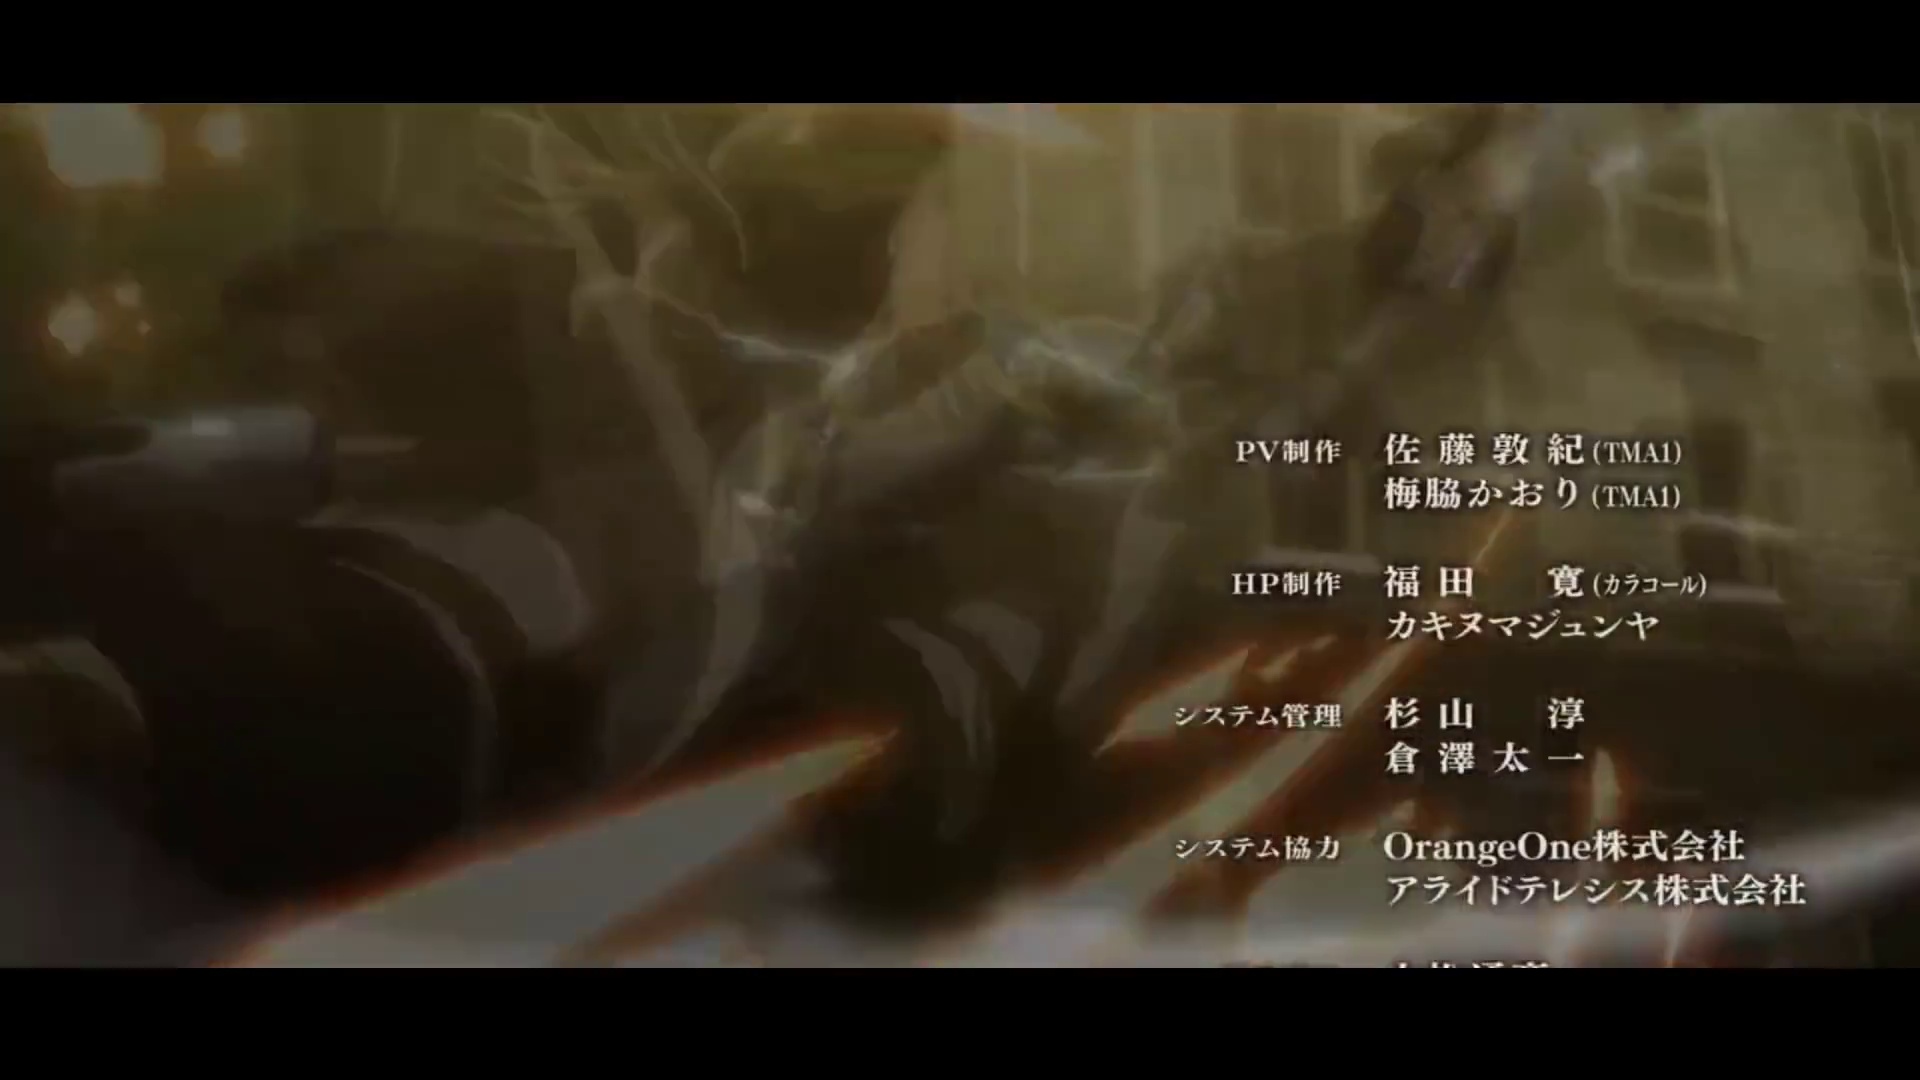 PV制作 佐藤敦紀(TMA1)
梅脇かおり(TMA1)
HP制作 福田 寛(カラコール)
カキヌマジュンヤ
システム管理 杉山 淳
倉澤太一
システム協力 OrangeOne株式会社
アライドテレシス株式会社